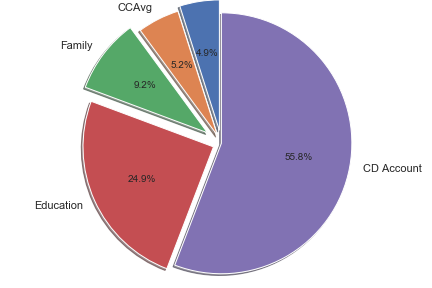 CCAvg
4.9%
Family
5.2%
9.2%
55.8%
CD Account
24.9%
Education